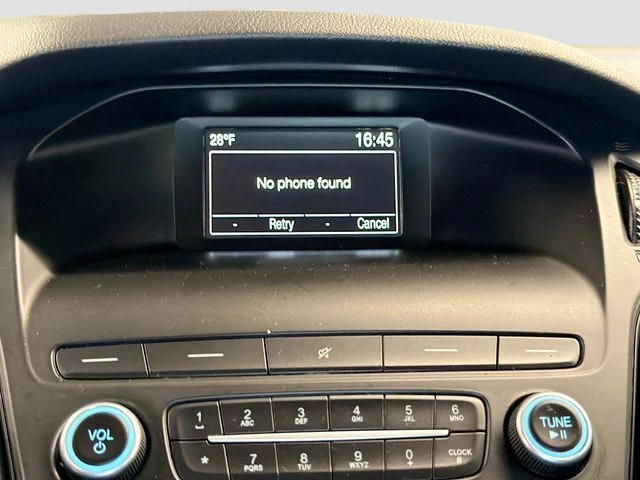 28°F 16:45
No phone found
- Retry - Cancel
VOL
TUNE
1 2 ABC 3 DEF 4 GHI 5 JKL 6 MNO
* 7 PQRS 8 TUV 9 WXYZ 0 + CLOCK #